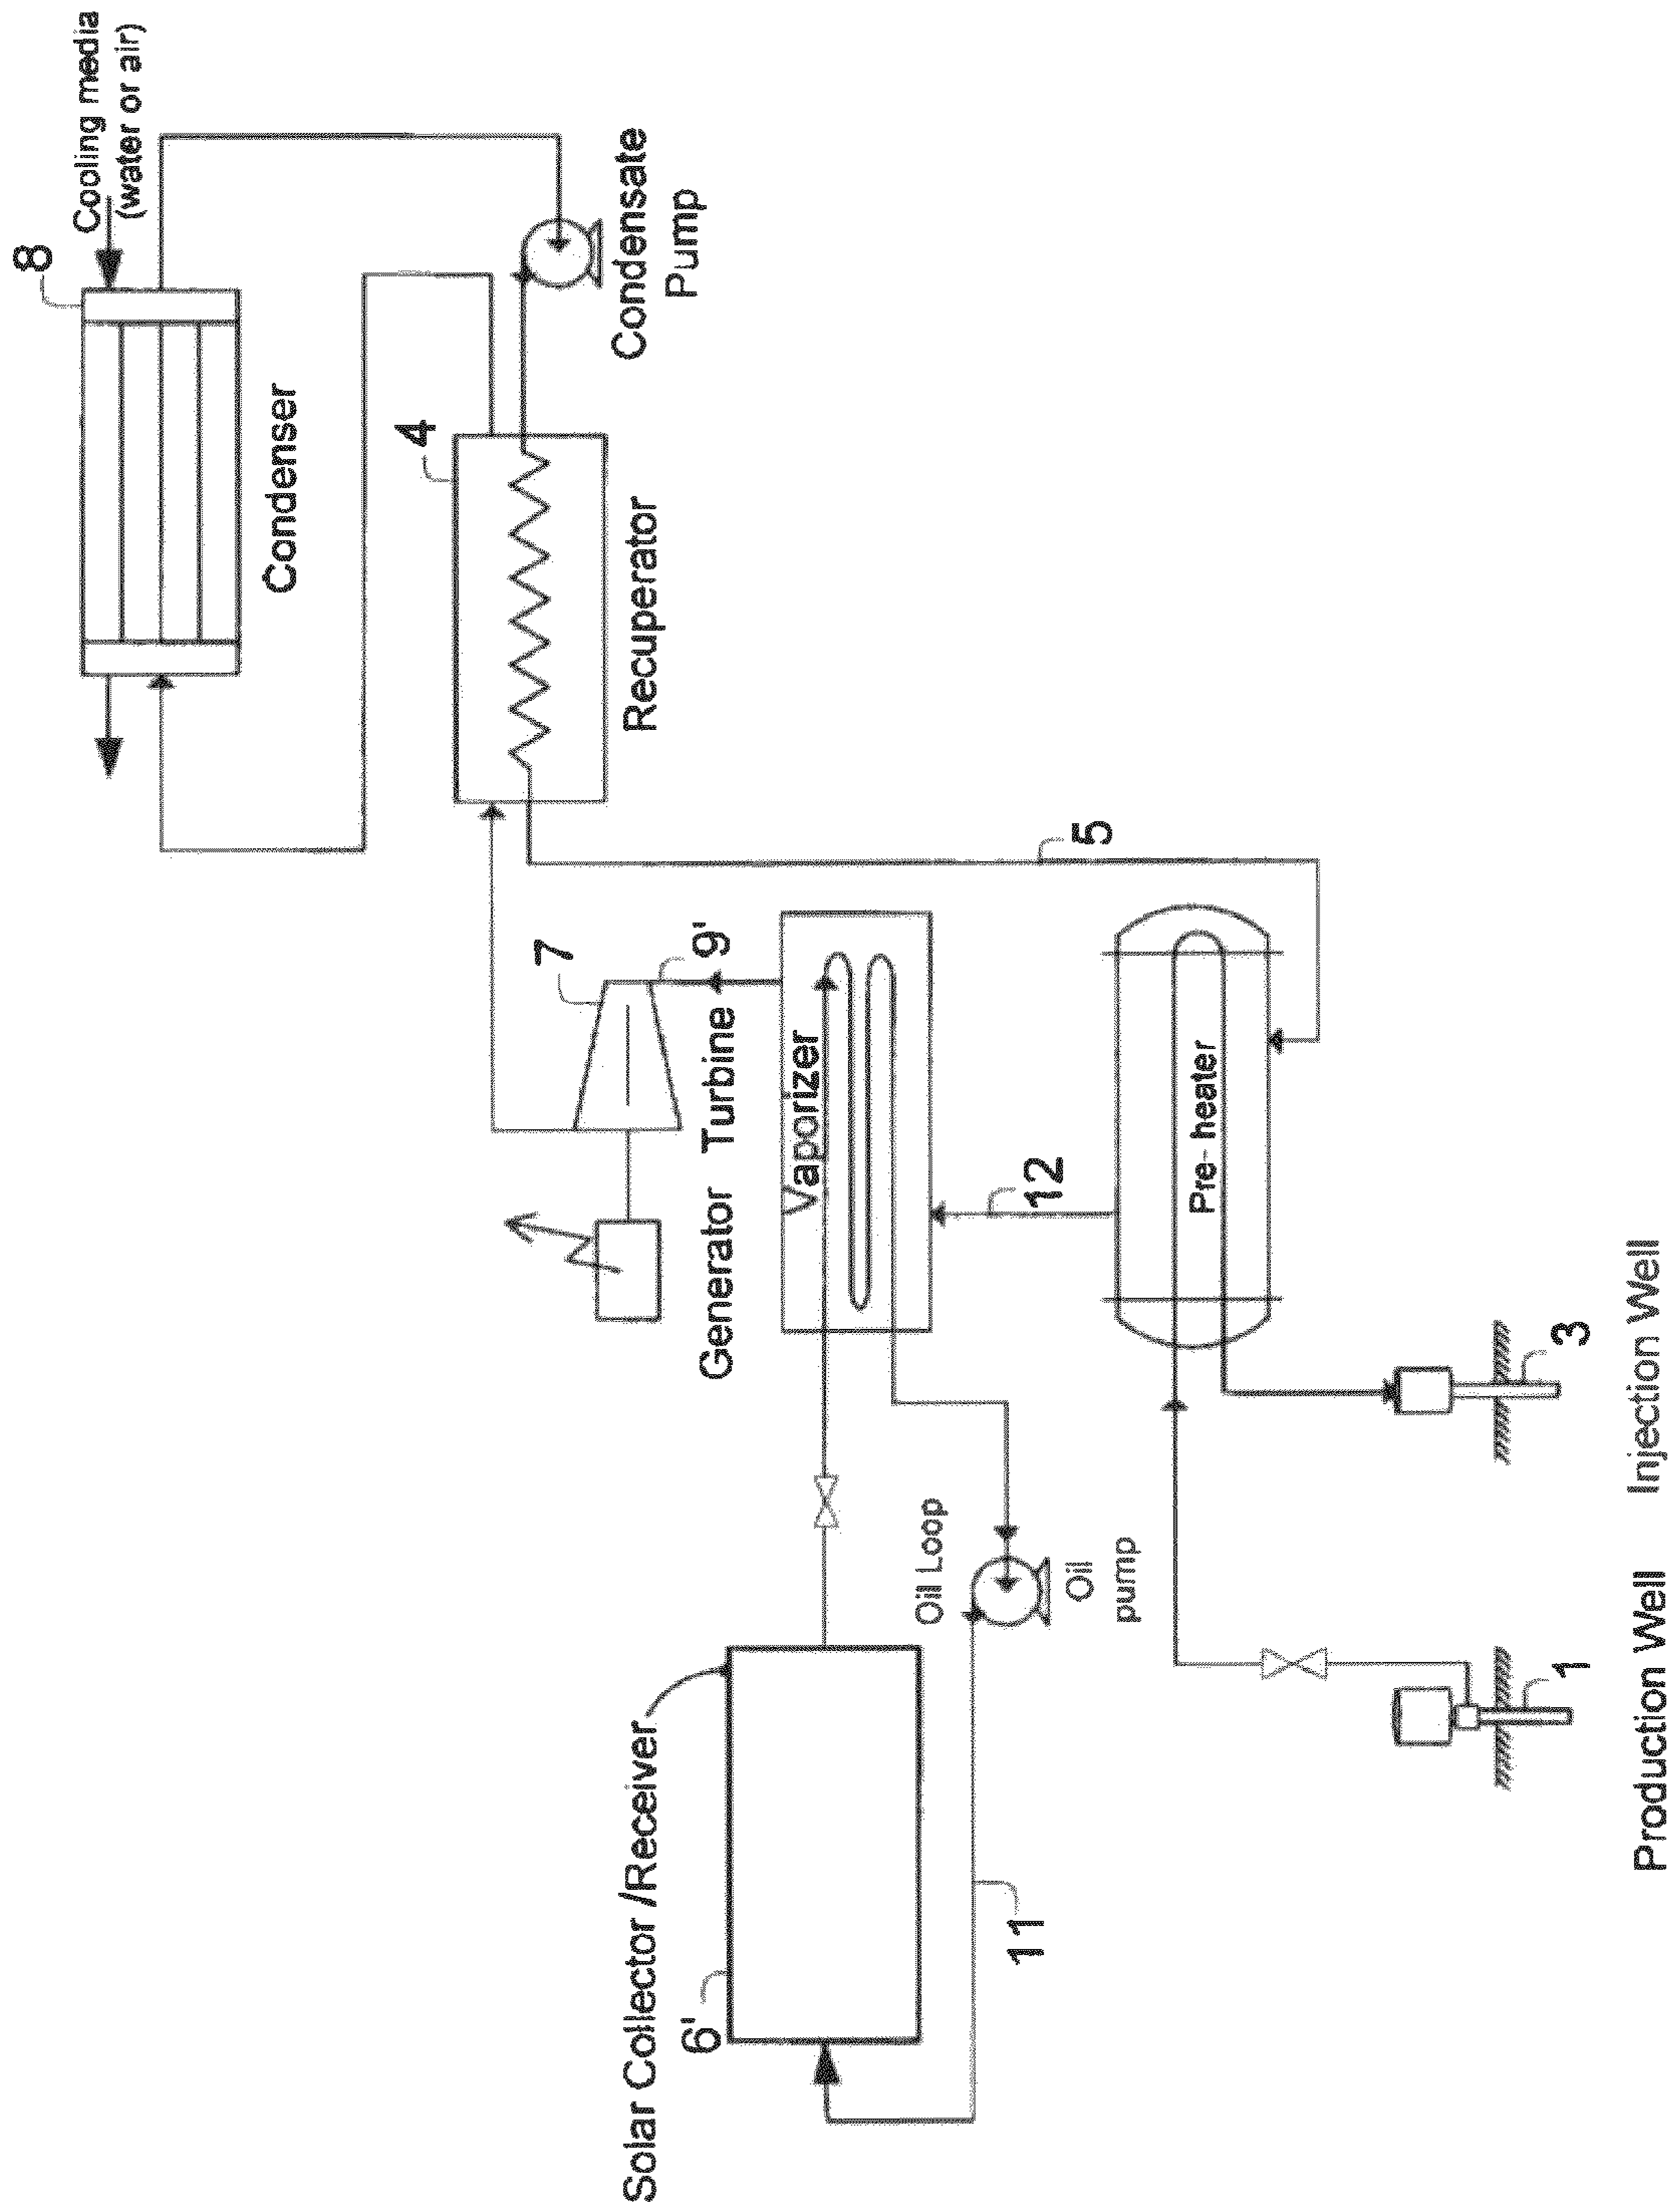 Cooling media
(water or air)
8
Condenser
4
Recuperator
Condensate
Pump
5
7
9'
Generator Turbine
Vaporizer
12
Pre- heater
Solar Collector /Receiver
6'
Oil Loop
Oil
pump
11
1
3
Production Well
Injection Well